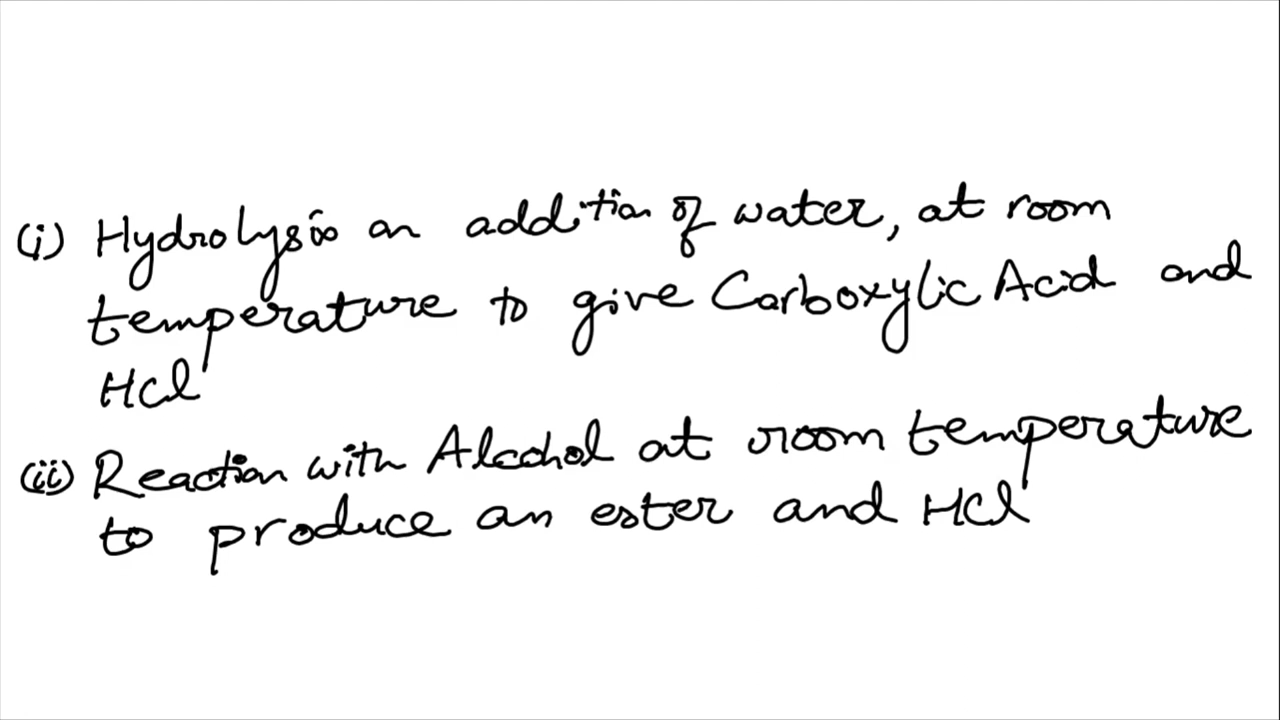 (i) Hydrolysis on addition of water, at room
temperature to give Carboxylic Acid and
HCl
(ii) Reaction with Alcohol at room temperature
to produce an ester and HCl